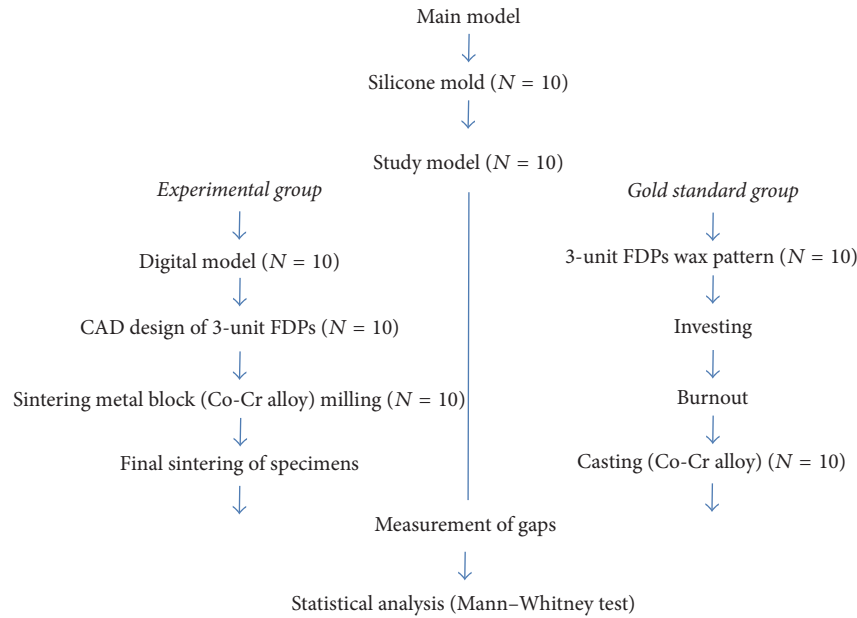 Main model
Silicone mold (N = 10)
Study model (N = 10)
Experimental group
Digital model (N = 10)
CAD design of 3-unit FDPs (N = 10)
Sintering metal block (Co-Cr alloy) milling (N = 10)
Final sintering of specimens
Gold standard group
3-unit FDPs wax pattern (N = 10)
Investing
Burnout
Casting (Co-Cr alloy) (N = 10)
Measurement of gaps
Statistical analysis (Mann–Whitney test)